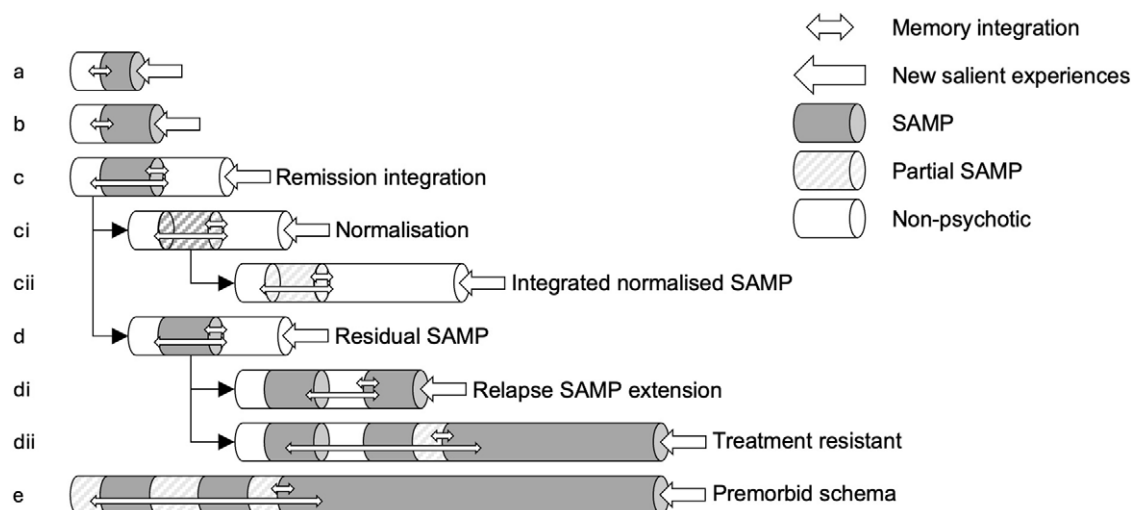 Memory integration
New salient experiences
SAMP
Partial SAMP
Non-psychotic
a
b
c Remission integration
ci Normalisation
cii Integrated normalised SAMP
d Residual SAMP
di Relapse SAMP extension
dii Treatment resistant
e Premorbid schema